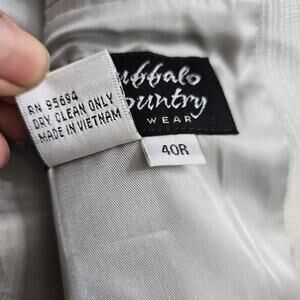 RN 95694
DRY CLEAN ONLY
MADE IN VIETNAM
uffalo
ountry
WEAR
40R